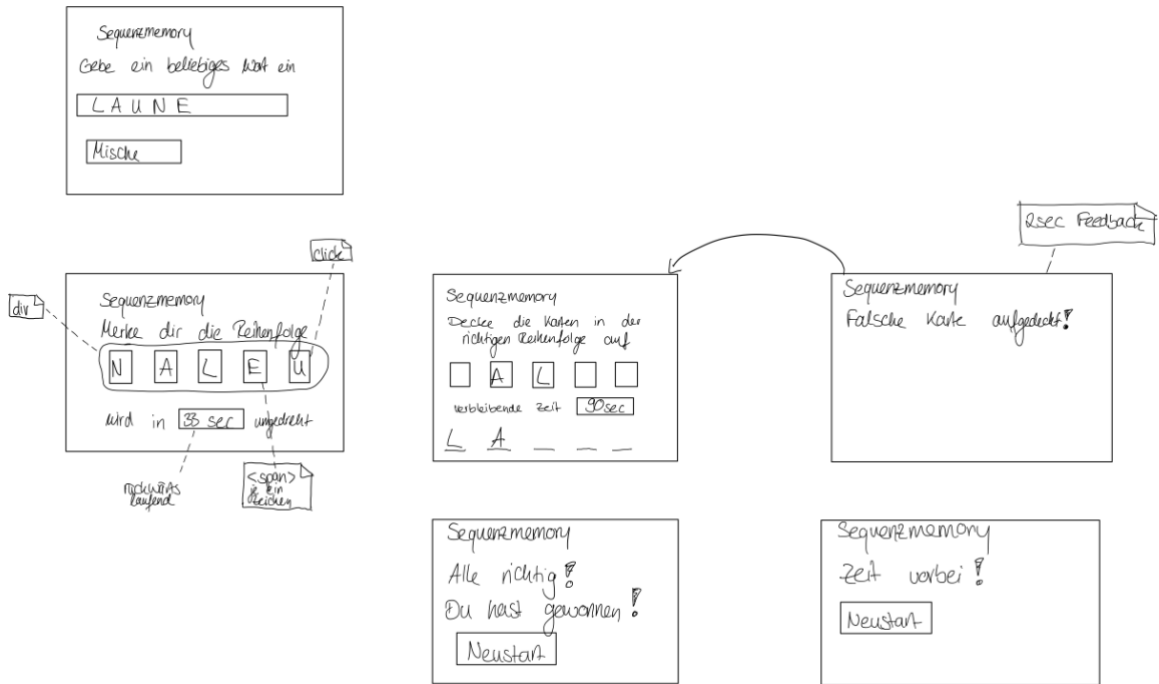 Sequenzmemory
Gebe ein beliebiges Wort ein
LAUNE
Mische
click
div
Sequenzmemory
Merke dir die Reihenfolge
N A L E U
wird in 33 sec umgedreht
rückwärts
laufend
<span>
je ein
Zeichen
Sequenzmemory
Decke die Karten in der
richtigen Reihenfolge auf
A L
verbleibende Zeit 90sec
L A _ _ _
2sec Feedback
Sequenzmemory
Falsche Karte aufgedeckt!
Sequenzmemory
Alle richtig!
Du hast gewonnen!
Neustart
Sequenzmemory
Zeit vorbei!
Neustart